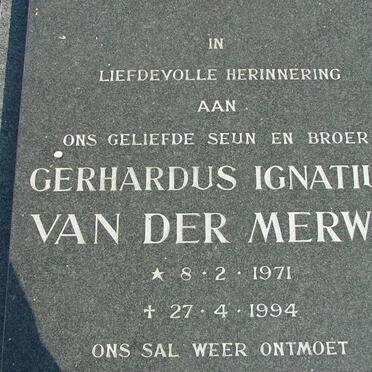 IN
LIEFDEVOLLE HERINNERING
AAN
ONS GELIEFDE SEUN EN BROER
GERHARDUS IGNATIU
VAN DER MERW
★ 8 · 2 · 1971
✝ 27 · 4 · 1994
ONS SAL WEER ONTMOET